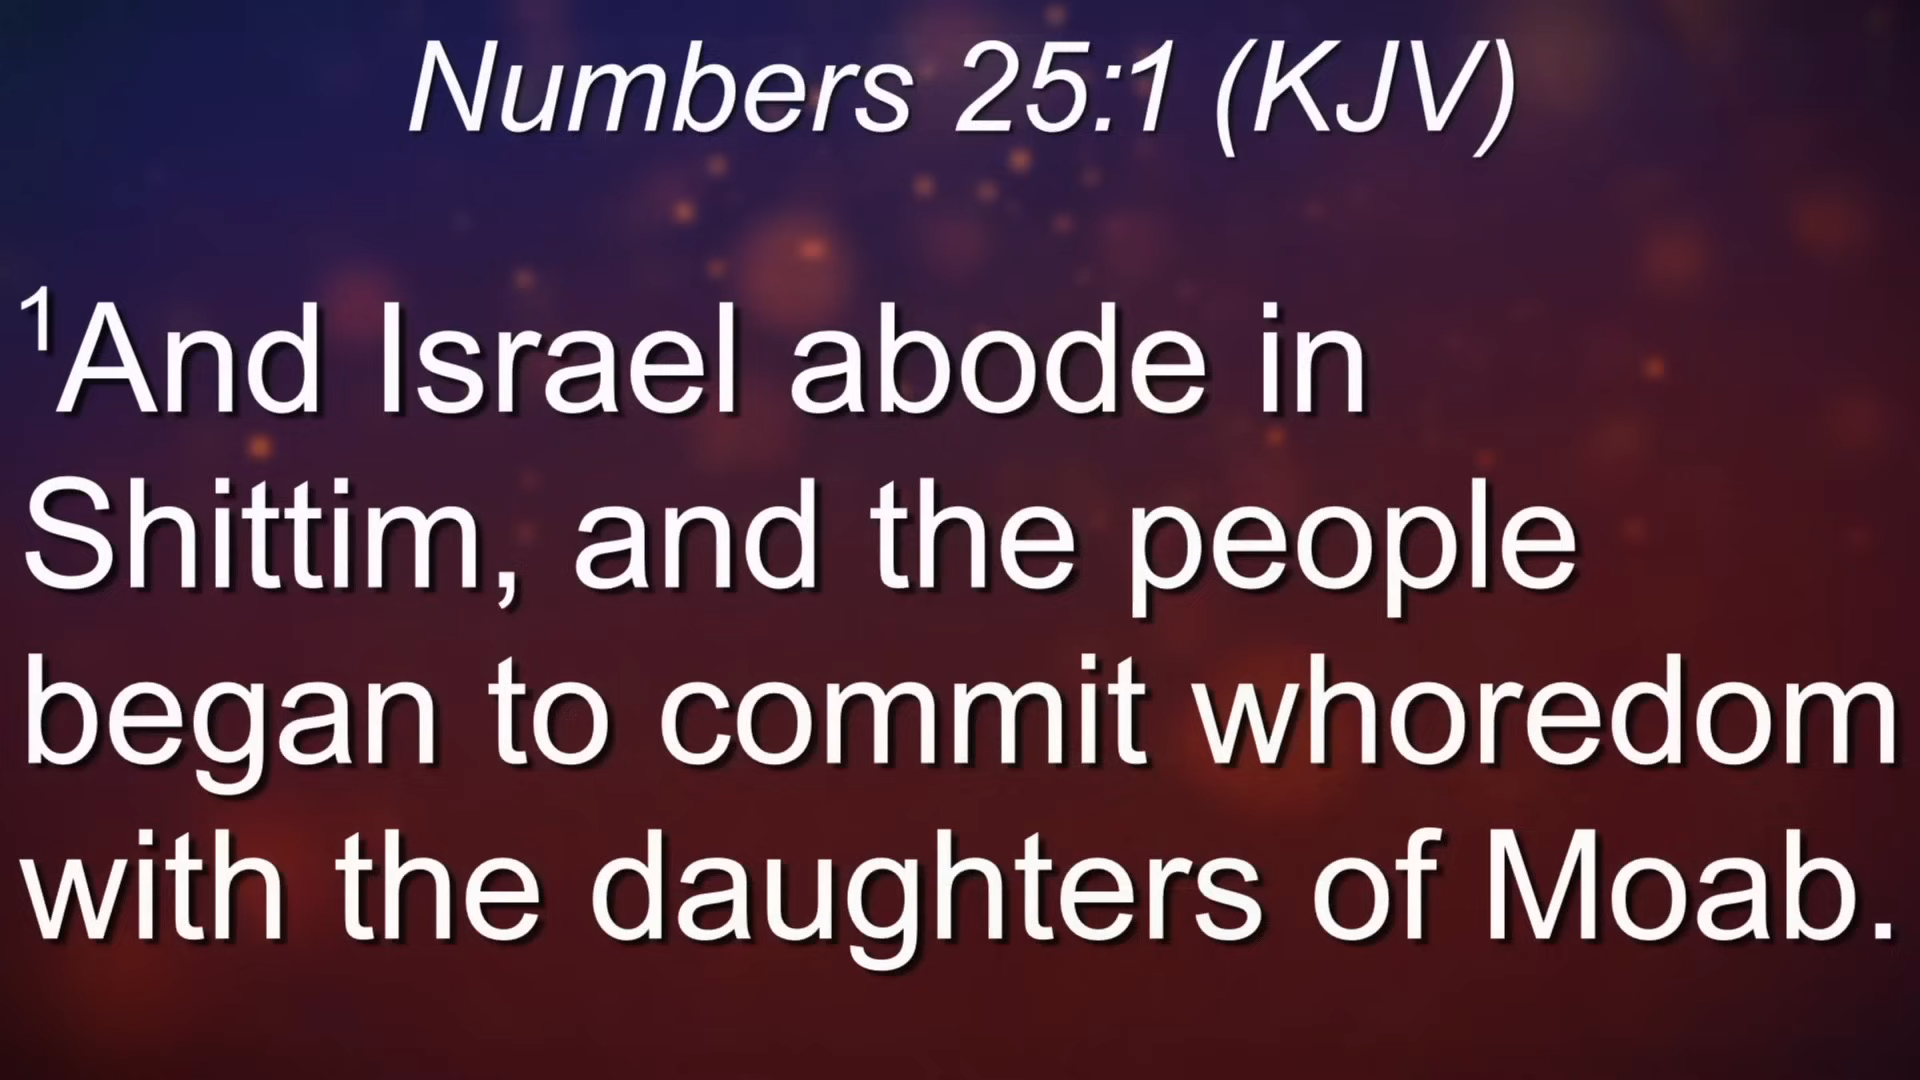 Numbers 25:1 (KJV)
¹And Israel abode in
Shittim, and the people
began to commit whoredom
with the daughters of Moab.